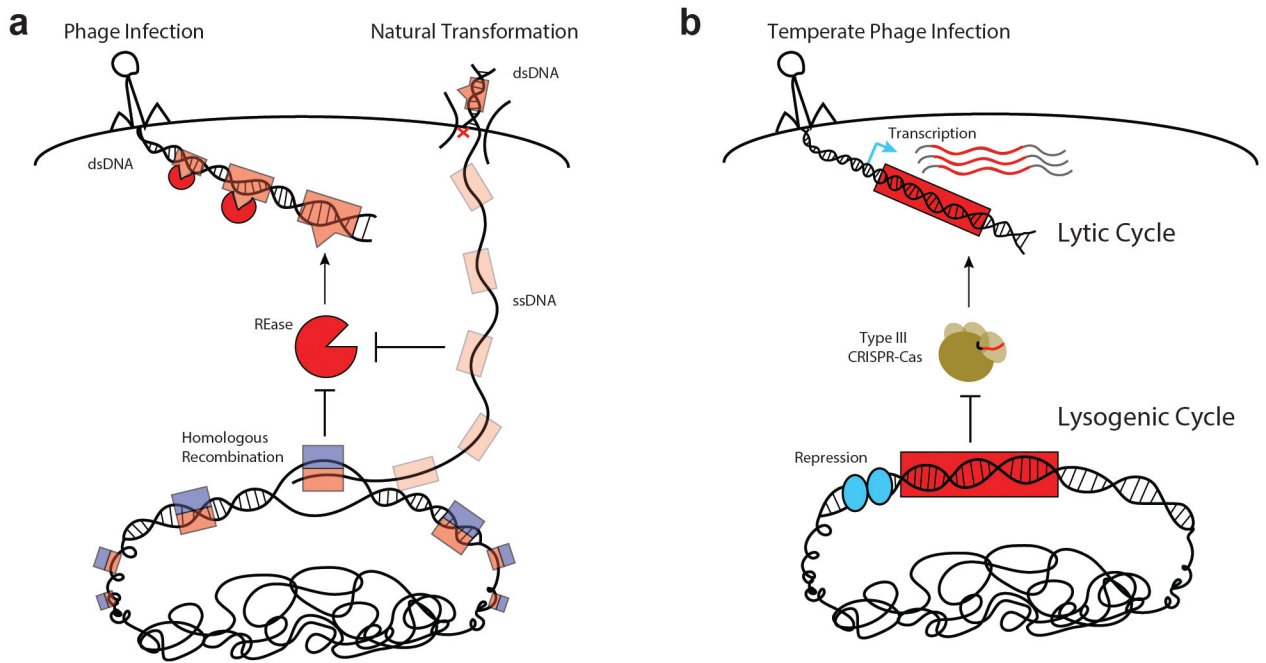 a
Phage Infection
Natural Transformation
dsDNA
dsDNA
ssDNA
REase
Homologous
Recombination
b
Temperate Phage Infection
Transcription
Lytic Cycle
Type III
CRISPR-Cas
Lysogenic Cycle
Repression